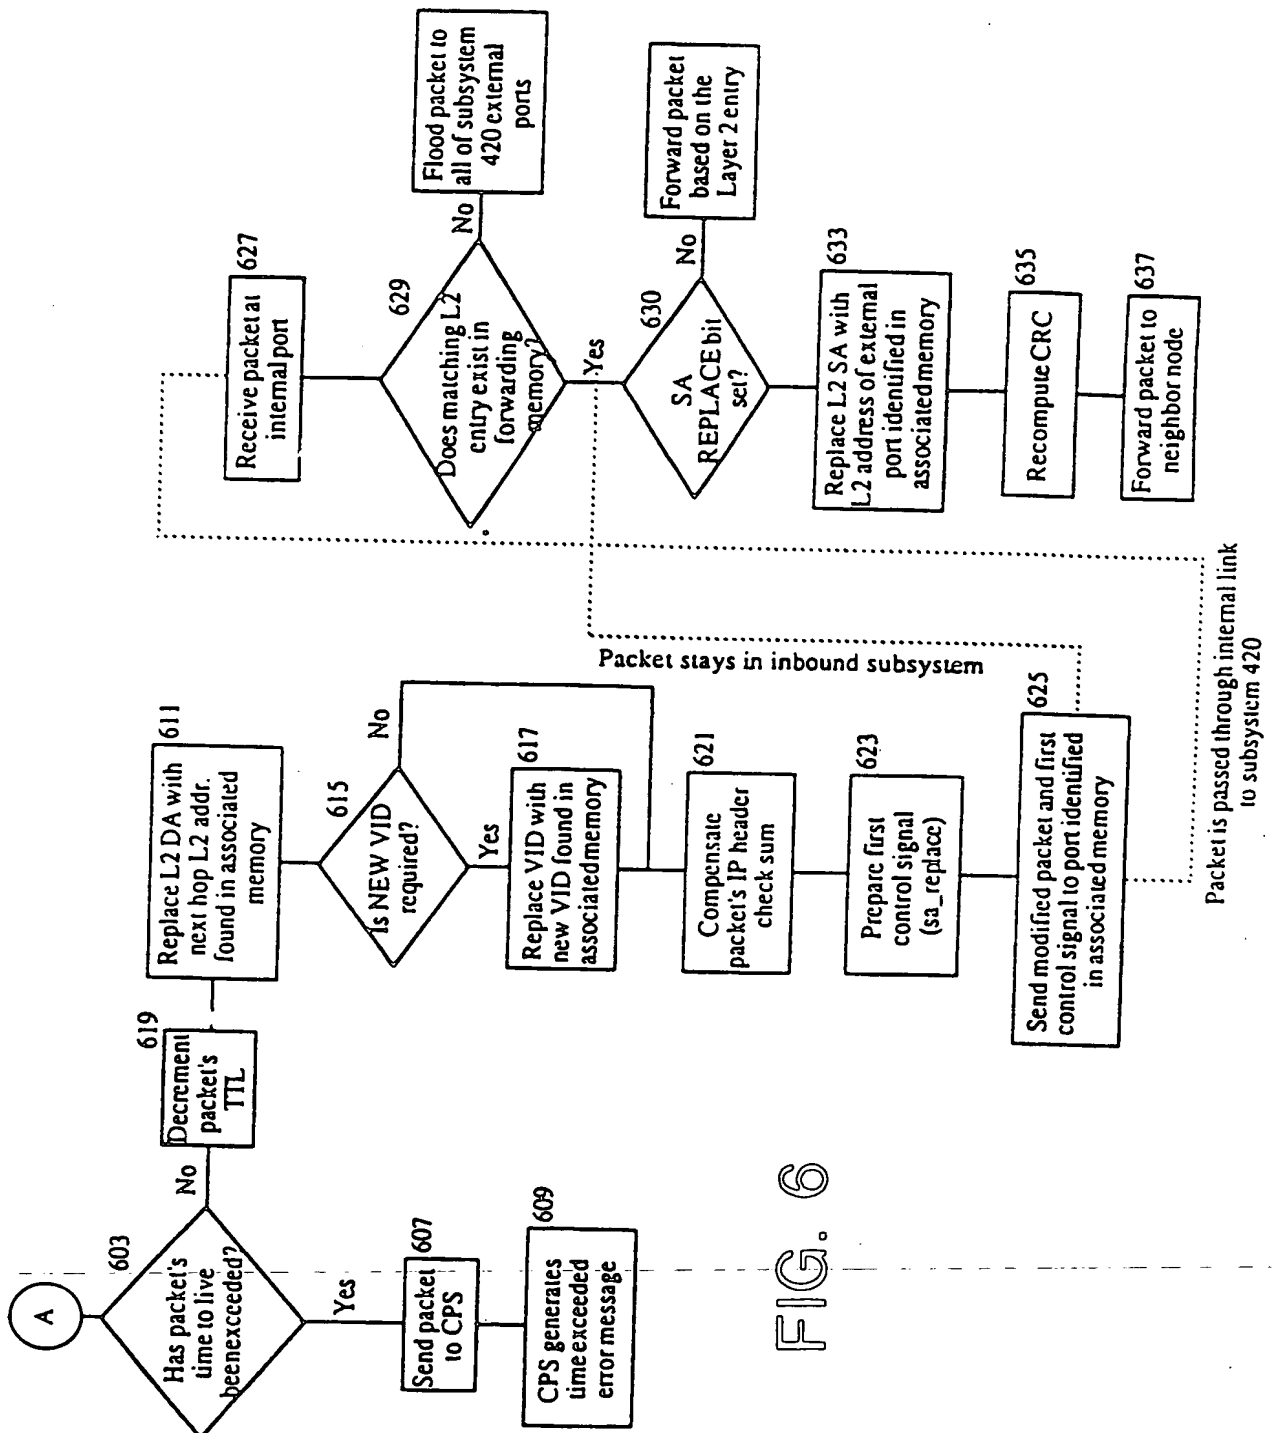 A
603
Has packet's
time to live
beenexceeded?
Yes
607
Send packet
to CPS
609
CPS generates
time exceeded
error message
No
619
Decrement
packet's
TTL
611
Replace L2 DA with
next hop L2 addr.
found in associated
memory
615
Is NEW VID
required?
No
Yes
617
Replace VID with
new VID found in
associated memory
621
Compensate
packet's IP header
check sum
623
Prepare first
control signal
(sa_replace)
625
Send modified packet and first
control signal to port identified
in associated memory
Packet stays in inbound subsystem
Packet is passed through internal link
to subsystem 420
627
Receive packet at
internal port
629
Does matching L2
entry exist in
forwarding
memory?
No
Flood packet to
all of subsystem
420 external
ports
Yes
630
SA
REPLACE bit
set?
No
Forward packet
based on the
Layer 2 entry
633
Replace L2 SA with
L2 address of external
port identified in
associated memory
635
Recompute CRC
637
Forward packet to
neighbor node
FIG. 6